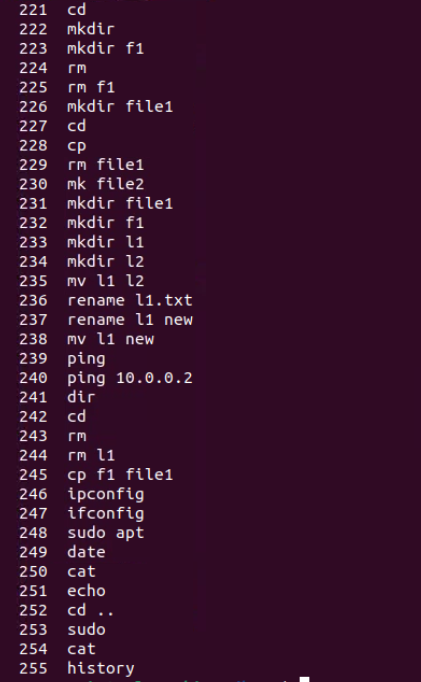 221 cd
222 mkdir
223 mkdir f1
224 rm
225 rm f1
226 mkdir file1
227 cd
228 cp
229 rm file1
230 mk file2
231 mkdir file1
232 mkdir f1
233 mkdir l1
234 mkdir l2
235 mv l1 l2
236 rename l1.txt
237 rename l1 new
238 mv l1 new
239 ping
240 ping 10.0.0.2
241 dir
242 cd
243 rm
244 rm l1
245 cp f1 file1
246 ipconfig
247 ifconfig
248 sudo apt
249 date
250 cat
251 echo
252 cd ..
253 sudo
254 cat
255 history